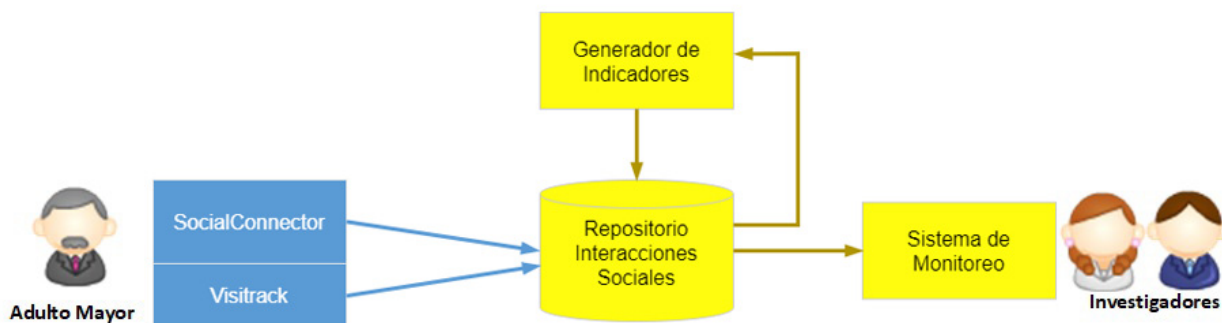 Generador de
Indicadores
SocialConnector
Visitrack
Adulto Mayor
Repositorio
Interacciones
Sociales
Sistema de
Monitoreo
Investigadores